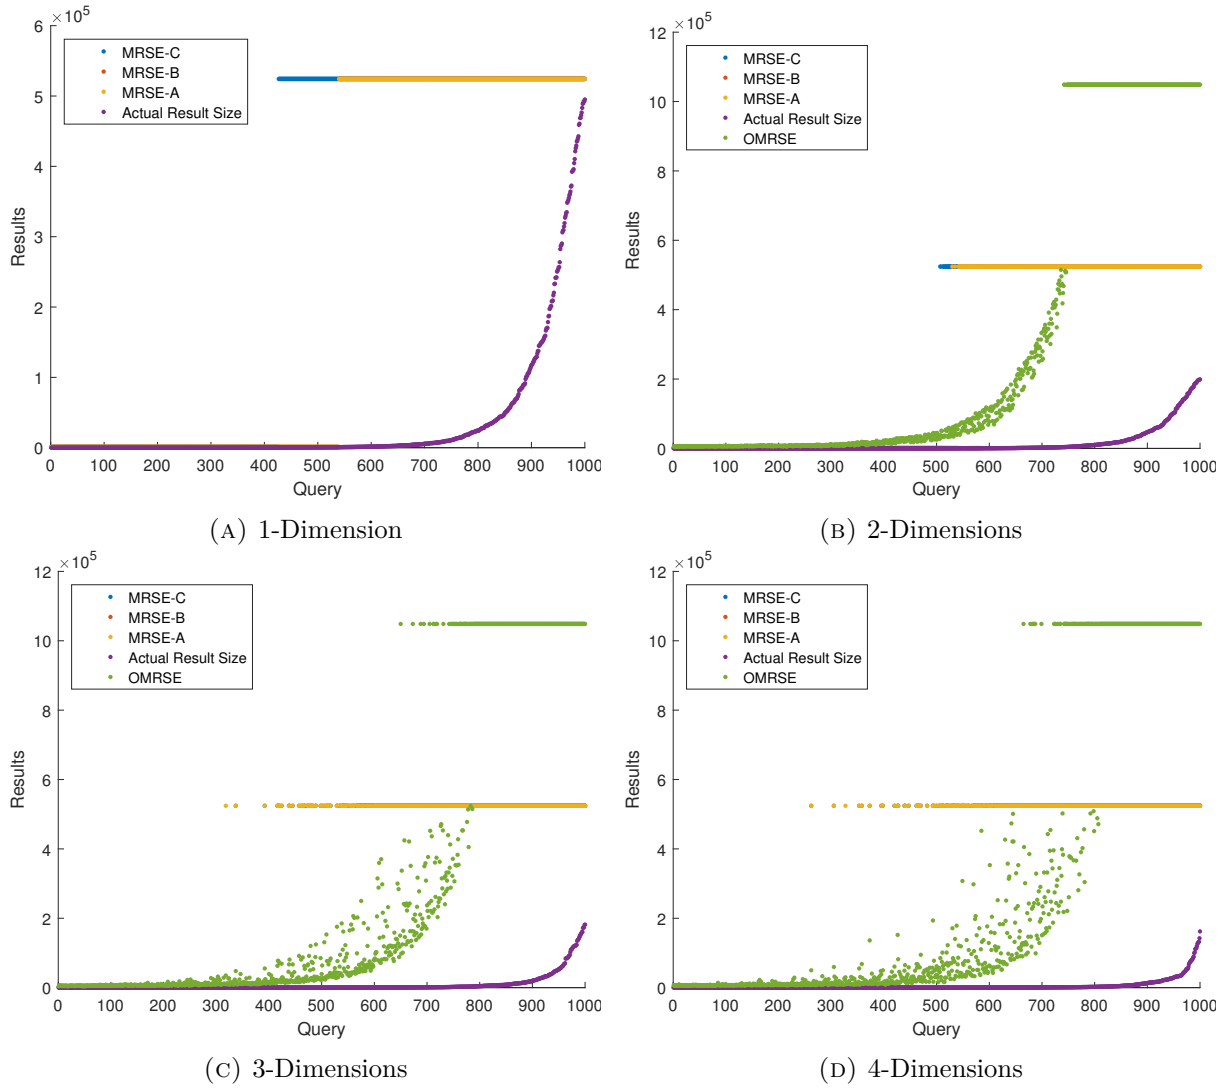 ×10^5
6
5
6
5
2
1
0
Results
MRSE-C
MRSE-B
MRSE-A
Actual Result Size
0 100 200 300 400 500 600 700 800 900 1000
Query
(A) 1-Dimension
×10^5
12
10
8
6
4
2
0
Results
MRSE-C
MRSE-B
MRSE-A
Actual Result Size
OMRSE
0 100 200 300 400 500 600 700 800 900 1000
Query
(B) 2-Dimensions
×10^5
12
10
8
6
4
2
0
Results
MRSE-C
MRSE-B
MRSE-A
Actual Result Size
OMRSE
0 100 200 300 400 500 600 700 800 900 1000
Query
(C) 3-Dimensions
×10^5
12
10
8
6
4
2
0
Results
MRSE-C
MRSE-B
MRSE-A
Actual Result Size
OMRSE
0 100 200 300 400 500 600 700 800 900 1000
Query
(D) 4-Dimensions